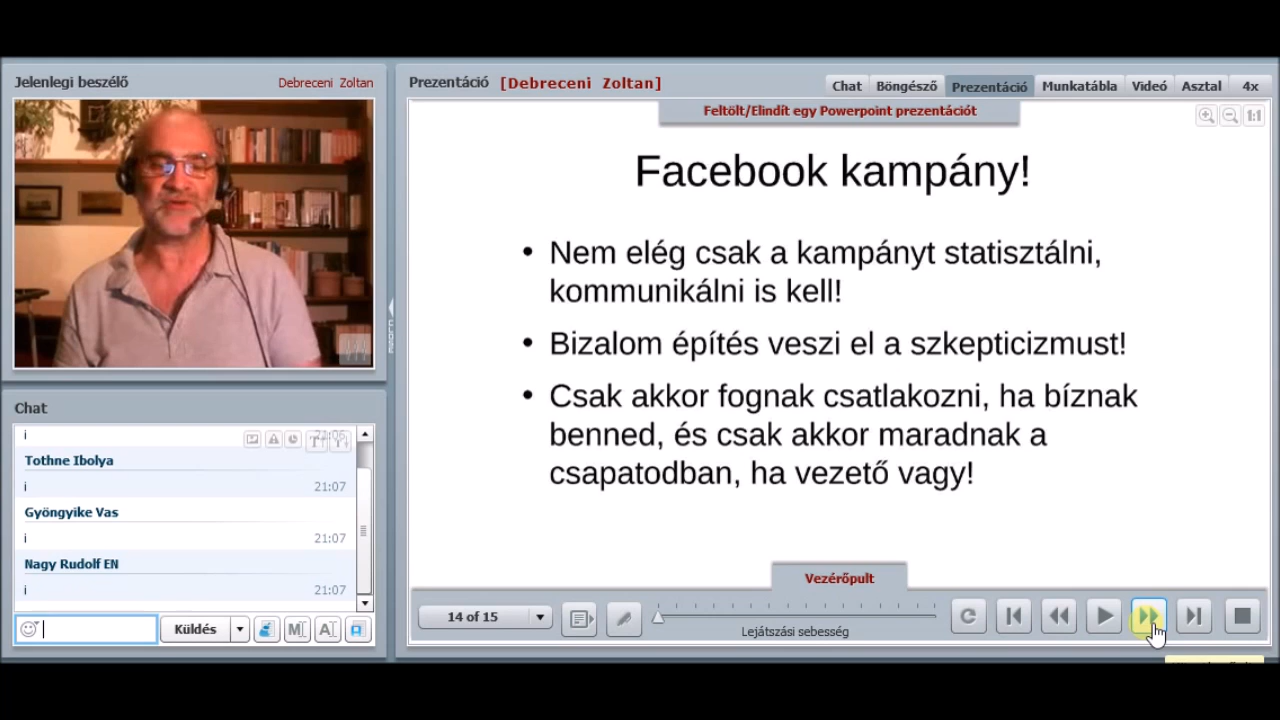 Jelenlegi beszélő
Debreceni Zoltan
Prezentáció [Debreceni Zoltan]
Chat Böngésző Prezentáció Munkatábla Videó Asztal 4x
Feltölt/Elindít egy Powerpoint prezentációt
1:1
Facebook kampány!
• Nem elég csak a kampányt statisztálni,
kommunikálni is kell!
• Bizalom építés veszi el a szkepticizmust!
• Csak akkor fognak csatlakozni, ha bíznak
benned, és csak akkor maradnak a
csapatodban, ha vezető vagy!
Chat
i
Tothne Ibolya
i 21:07
Gyöngyike Vas
i 21:07
Nagy Rudolf EN
i 21:07
Küldés
Vezérőpult
14 of 15
Lejátszási sebesség